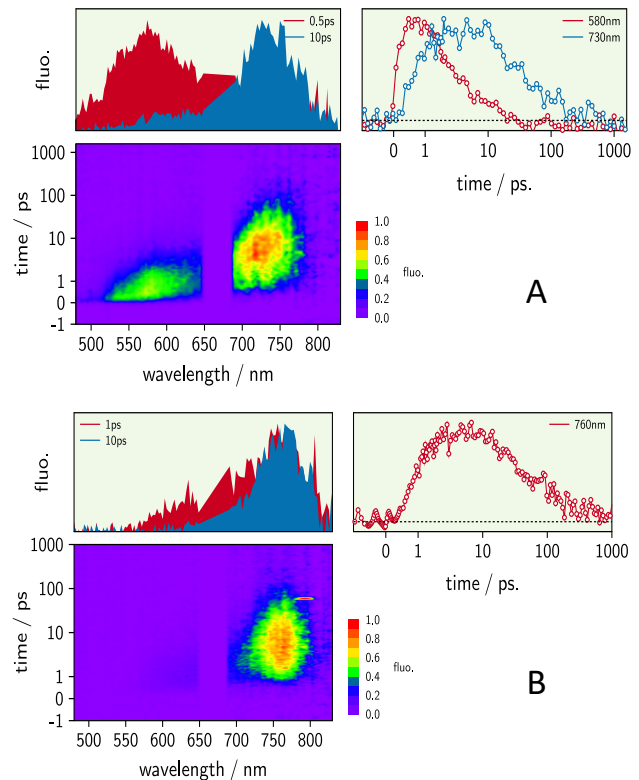 fluo.
0,5ps
10ps
580nm
730nm
0 1 10 100 1000
time / ps.
time / ps
1000
100
10
1
0
-1
500 550 600 650 700 750 800
wavelength / nm
1.0
0.8
0.6
0.4
0.2
0.0
fluo.
A
fluo.
1ps
10ps
760nm
0 1 10 100 1000
time / ps.
time / ps
1000
100
10
1
0
-1
500 550 600 650 700 750 800
wavelength / nm
1.0
0.8
0.6
0.4
0.2
0.0
fluo.
B